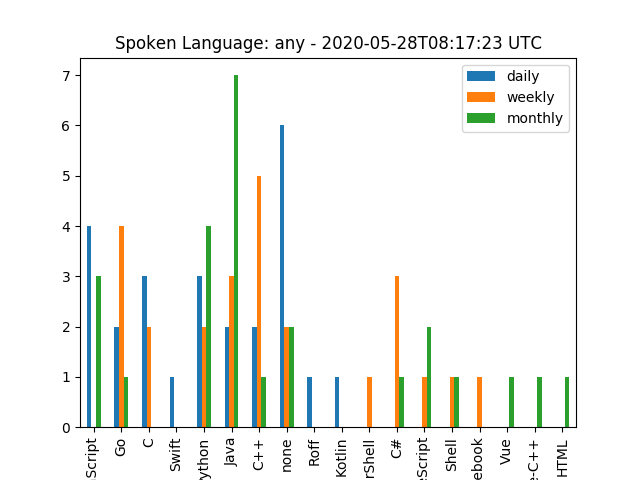 Spoken Language: any - 2020-05-28T08:17:23 UTC
daily
weekly
monthly
7
6
5
4
3
2
1
0
Script
Go
C
Swift
ython
Java
C++
none
Roff
Kotlin
rShell
C#
eScript
Shell
ebook
Vue
e-C++
HTML